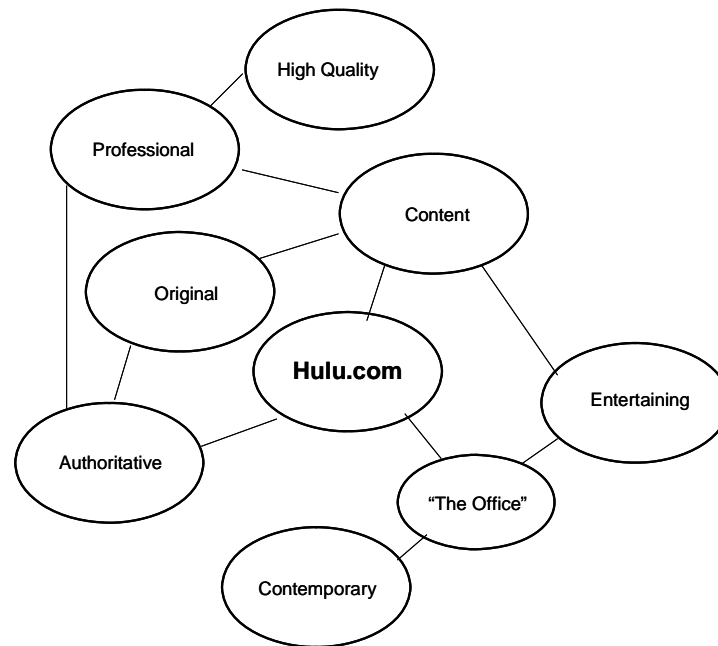 High Quality
Professional
Content
Original
Hulu.com
Entertaining
Authoritative
“The Office”
Contemporary